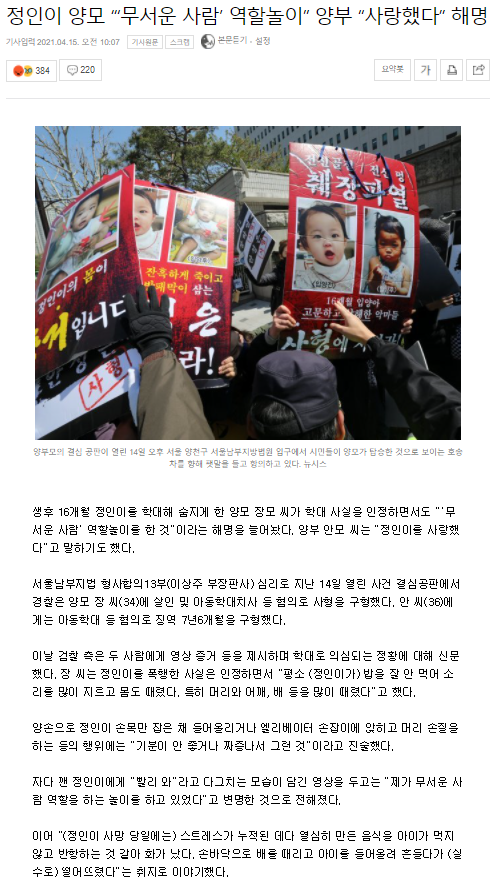 정인이 양모 “‘무서운 사람’ 역할놀이” 양부 “사랑했다” 해명
기사입력 2021.04.15. 오전 10:07 기사원문 스크랩 본문듣기 · 설정
384 220 요약봇 가
훼장파열
잔혹하게 죽이고
16개월 입양아
고문하고
사형
양부모의 결심 공판이 열린 14일 오후 서울 양천구 서울남부지방법원 입구에서 시민들이 양모가 탑승한 것으로 보이는 호송
차를 향해 팻말을 들고 항의하고 있다. 뉴시스
생후 16개월 정인이를 학대해 숨지게 한 양모 장모 씨가 학대 사실을 인정하면서도 "'무
서운 사람' 역할놀이를 한 것"이라는 해명을 늘어놨다. 양부 안모 씨는 "정인이를 사랑했
다"고 말하기도 했다.
서울남부지법 형사합의13부(이상주 부장판사) 심리로 지난 14일 열린 사건 결심공판에서
경찰은 양모 장 씨(34)에 살인 및 아동학대치사 등 혐의로 사형을 구형했다. 안 씨(36)에
게는 아동학대 등 혐의로 징역 7년6개월을 구형했다.
이날 검찰 측은 두 사람에게 영상 증거 등을 제시하며 학대로 의심되는 정황에 대해 신문
했다. 장 씨는 정인이를 폭행한 사실은 인정하면서 "평소 (정인이가) 밥을 잘 안 먹어 소
리를 많이 지르고 몸도 때렸다. 특히 머리와 어깨, 배 등을 많이 때렸다"고 했다.
양손으로 정인이 손목만 잡은 채 들어올리거나 엘리베이터 손잡이에 앉히고 머리 손질을
하는 등의 행위에는 "기분이 안 좋거나 짜증나서 그런 것"이라고 진술했다.
자다 깬 정인이에게 "빨리 와"라고 다그치는 모습이 담긴 영상을 두고는 "제가 무서운 사
람 역할을 하는 놀이를 하고 있었다"고 변명한 것으로 전해졌다.
이어 "(정인이 사망 당일에는) 스트레스가 누적된 데다 열심히 만든 음식을 아이가 먹지
않고 반항하는 것 같아 화가 났다. 손바닥으로 배를 때리고 아이를 들어올려 흔들다가 (실
수로) 떨어뜨렸다"는 취지로 이야기했다.